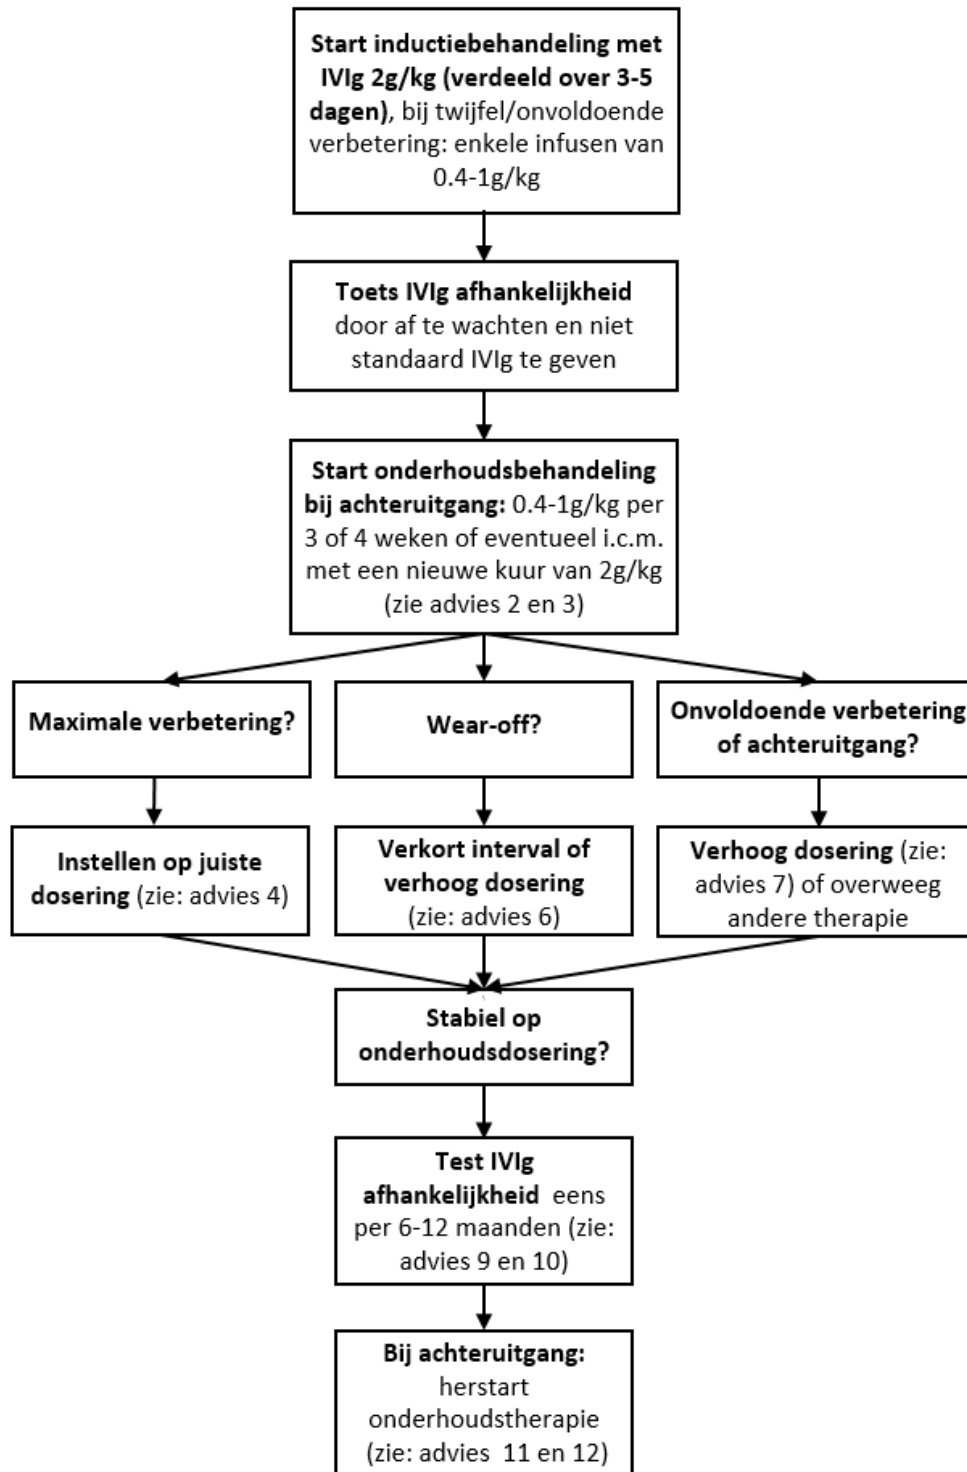 Start inductiebehandeling met
IVIg 2g/kg (verdeeld over 3-5
dagen), bij twijfel/onvoldoende
verbetering: enkele infusen van
0.4-1g/kg
Toets IVIg afhankelijkheid
door af te wachten en niet
standaard IVIg te geven
Start onderhoudsbehandeling
bij achteruitgang: 0.4-1g/kg per
3 of 4 weken of eventueel i.c.m.
met een nieuwe kuur van 2g/kg
(zie advies 2 en 3)
Maximale verbetering?
Wear-off?
Onvoldoende verbetering
of achteruitgang?
Instellen op juiste
dosering (zie: advies 4)
Verkort interval of
verhoog dosering
(zie: advies 6)
Verhoog dosering (zie:
advies 7) of overweeg
andere therapie
Stabiel op
onderhoudsdosering?
Test IVIg
afhankelijkheid eens
per 6-12 maanden (zie:
advies 9 en 10)
Bij achteruitgang:
herstart
onderhoudstherapie
(zie: advies 11 en 12)